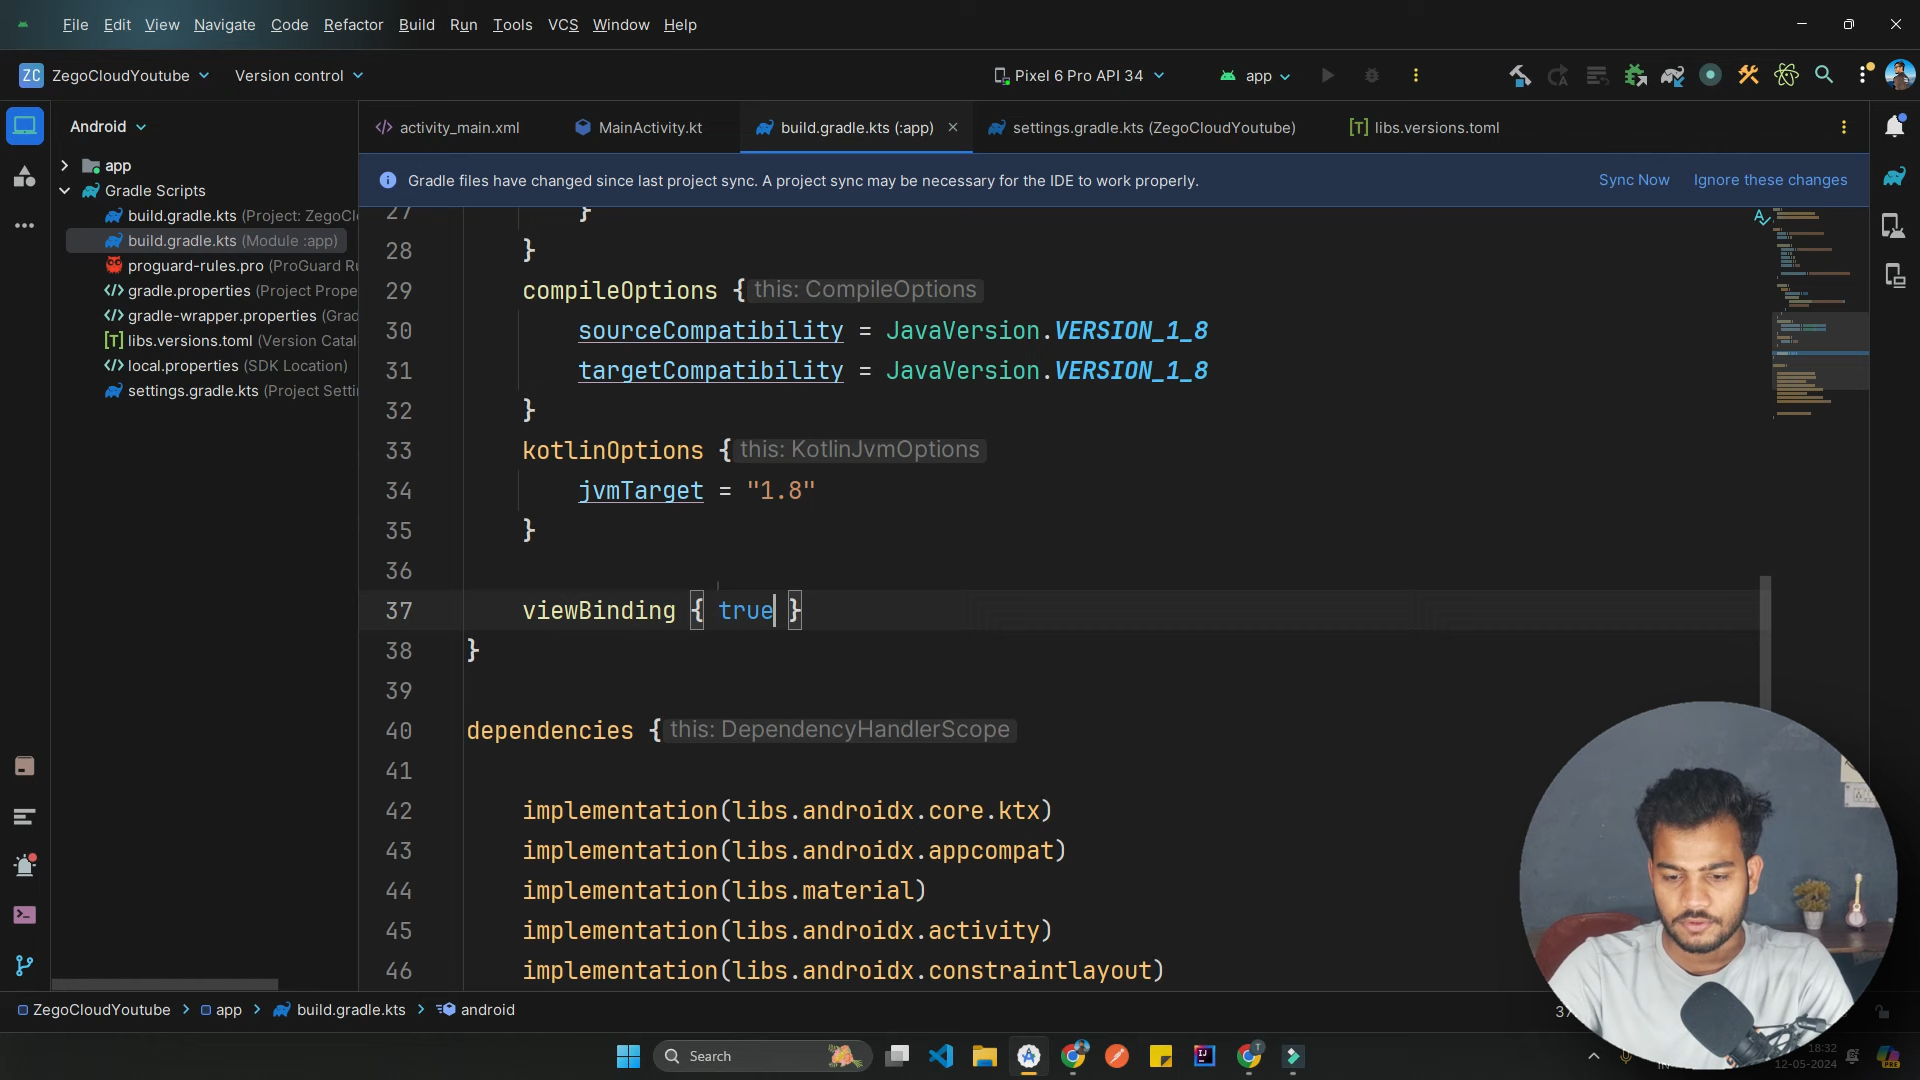 File Edit View Navigate Code Refactor Build Run Tools VCS Window Help
ZC ZegoCloudYoutube Version control Pixel 6 Pro API 34 app
Android
activity_main.xml MainActivity.kt build.gradle.kts (:app) settings.gradle.kts (ZegoCloudYoutube) libs.versions.toml
app
Gradle Scripts
build.gradle.kts (Project: ZegoCl
build.gradle.kts (Module :app)
proguard-rules.pro (ProGuard Ru
gradle.properties (Project Prope
gradle-wrapper.properties (Grad
libs.versions.toml (Version Catal
local.properties (SDK Location)
settings.gradle.kts (Project Setti
Gradle files have changed since last project sync. A project sync may be necessary for the IDE to work properly. Sync Now Ignore these changes
27 }
28 }
29 compileOptions { this: CompileOptions
30 sourceCompatibility = JavaVersion.VERSION_1_8
31 targetCompatibility = JavaVersion.VERSION_1_8
32 }
33 kotlinOptions { this: KotlinJvmOptions
34 jvmTarget = "1.8"
35 }
36
37 viewBinding { true }
38 }
39
40 dependencies { this: DependencyHandlerScope
41
42 implementation(libs.androidx.core.ktx)
43 implementation(libs.androidx.appcompat)
44 implementation(libs.material)
45 implementation(libs.androidx.activity)
46 implementation(libs.androidx.constraintlayout)
ZegoCloudYoutube > app > build.gradle.kts > android
Search
18:32
12-05-2024